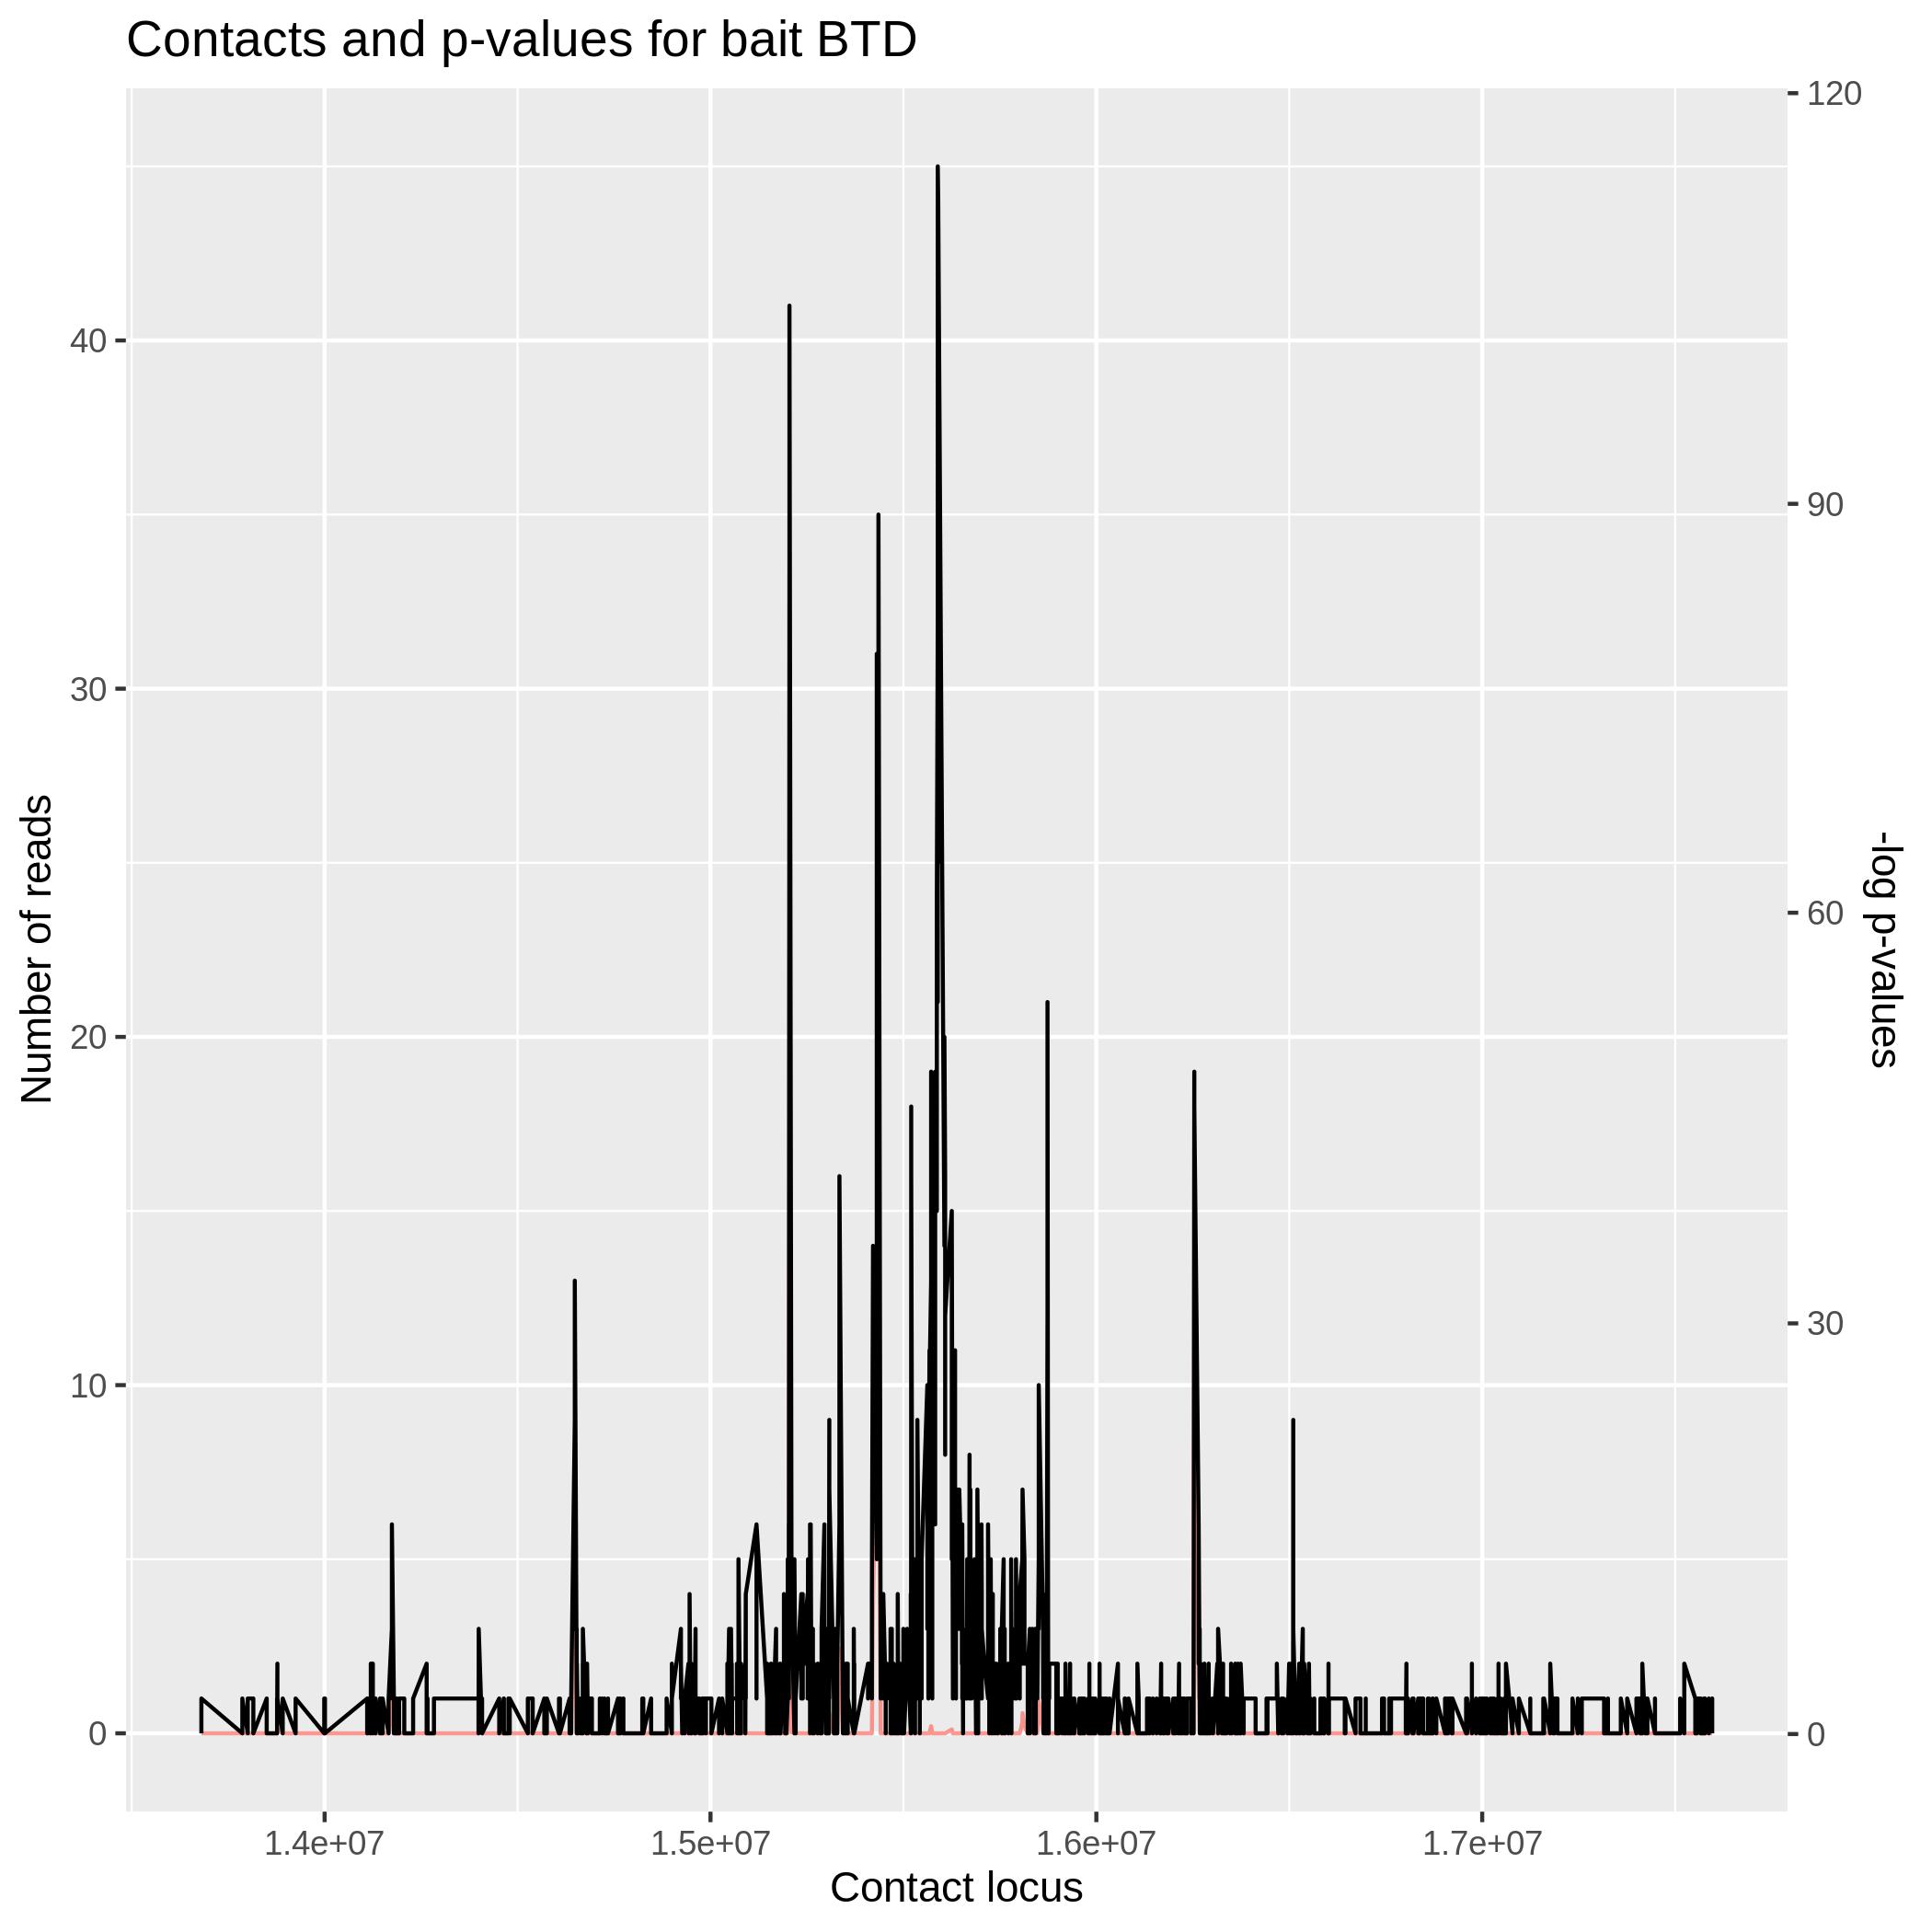 Contacts and p-values for bait BTD
120
90
60
30
0
40
30
20
10
0
Number of reads
-log p-values
1.4e+07
1.5e+07
1.6e+07
1.7e+07
Contact locus